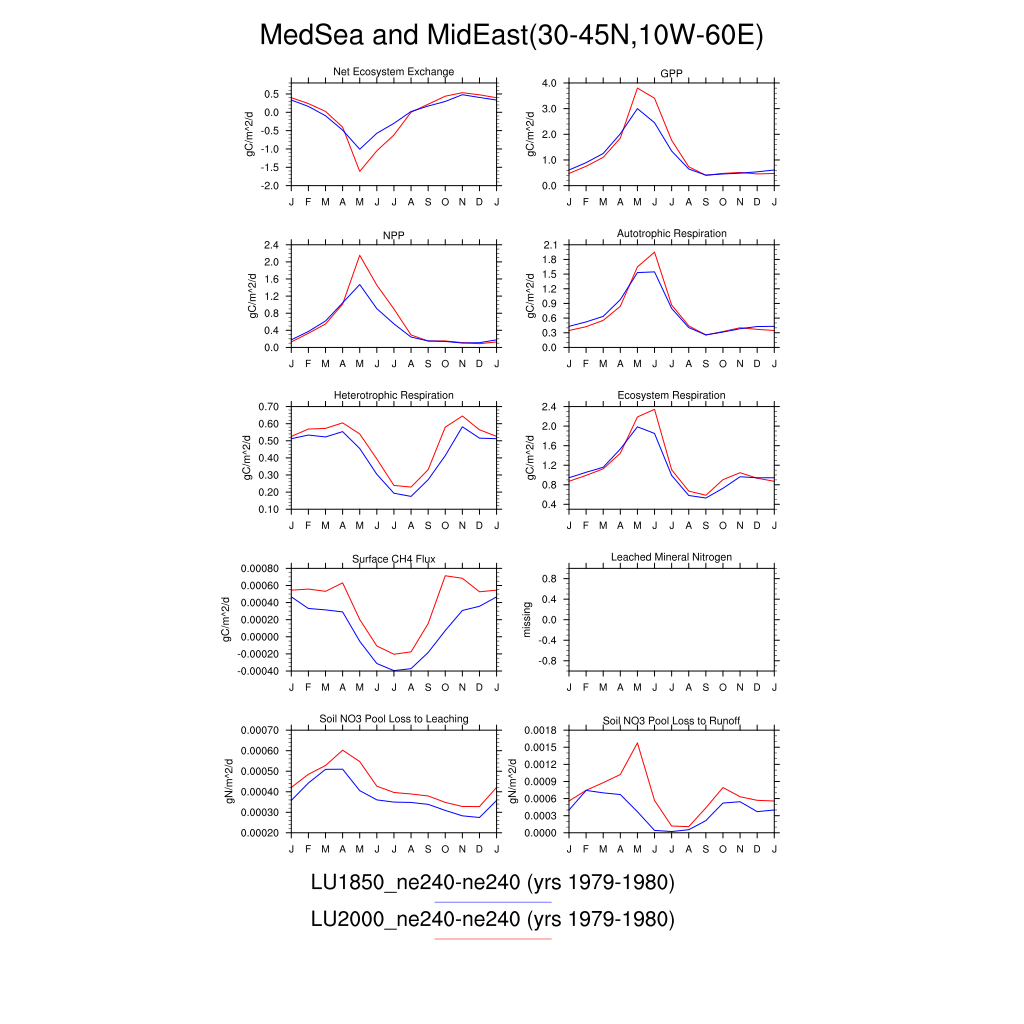 MedSea and MidEast(30-45N,10W-60E)
Net Ecosystem Exchange
gC/m^2/d
0.5
0.0
-0.5
-1.0
-1.5
-2.0
J F M A M J J A S O N D J
GPP
gC/m^2/d
4.0
3.0
2.0
1.0
0.0
J F M A M J J A S O N D J
NPP
gC/m^2/d
2.4
2.0
1.6
1.2
0.8
0.4
0.0
J F M A M J J A S O N D J
Autotrophic Respiration
gC/m^2/d
2.1
1.8
1.5
1.2
0.9
0.6
0.3
0.0
J F M A M J J A S O N D J
Heterotrophic Respiration
gC/m^2/d
0.70
0.60
0.50
0.40
0.30
0.20
0.10
J F M A M J J A S O N D J
Ecosystem Respiration
gC/m^2/d
2.4
2.0
1.6
1.2
0.8
0.4
J F M A M J J A S O N D J
Surface CH4 Flux
gC/m^2/d
0.00080
0.00060
0.00040
0.00020
0.00000
-0.00020
-0.00040
J F M A M J J A S O N D J
Leached Mineral Nitrogen
missing
0.8
0.4
0.0
-0.4
-0.8
J F M A M J J A S O N D J
Soil NO3 Pool Loss to Leaching
gN/m^2/d
0.00070
0.00060
0.00050
0.00040
0.00030
0.00020
J F M A M J J A S O N D J
Soil NO3 Pool Loss to Runoff
gN/m^2/d
0.0018
0.0015
0.0012
0.0009
0.0006
0.0003
0.0000
J F M A M J J A S O N D J
LU1850_ne240-ne240 (yrs 1979-1980)
LU2000_ne240-ne240 (yrs 1979-1980)